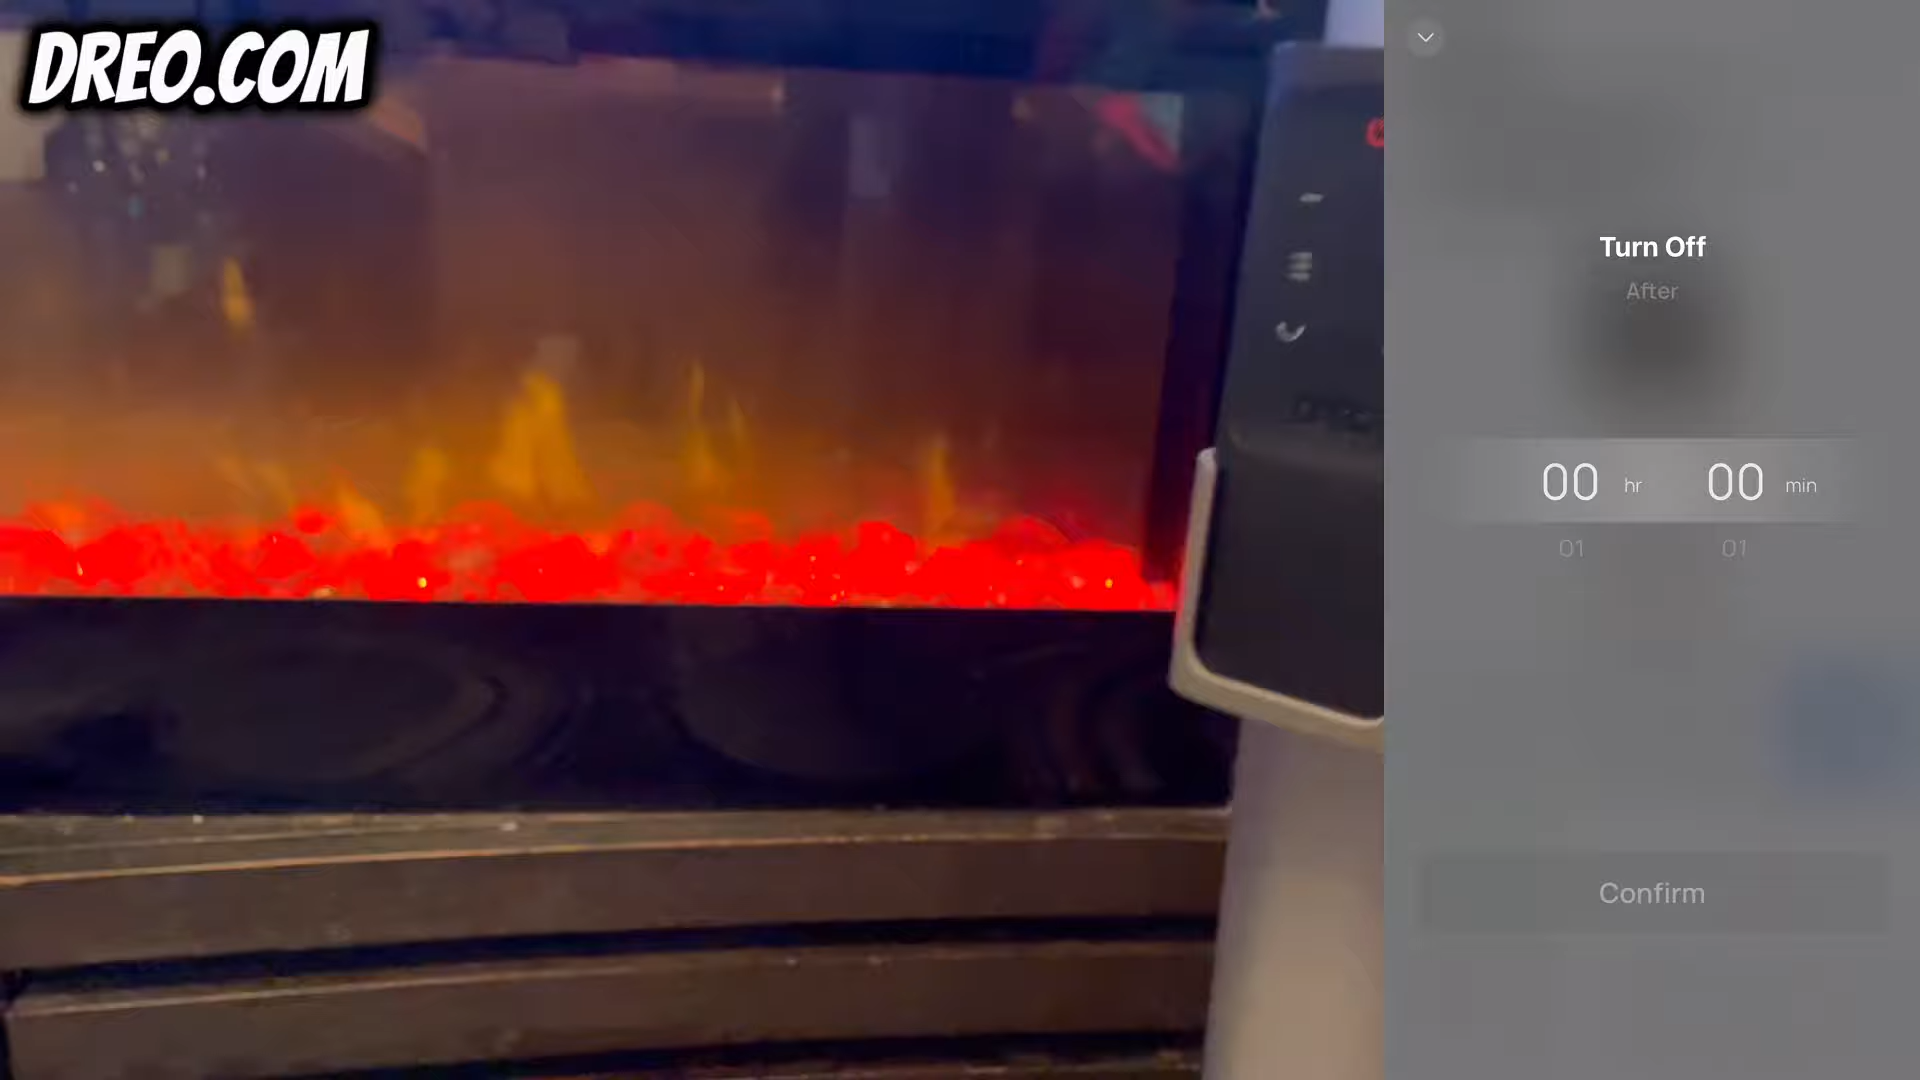 DREO.COM
Turn Off
After
00 hr 00 min
01 01
Confirm